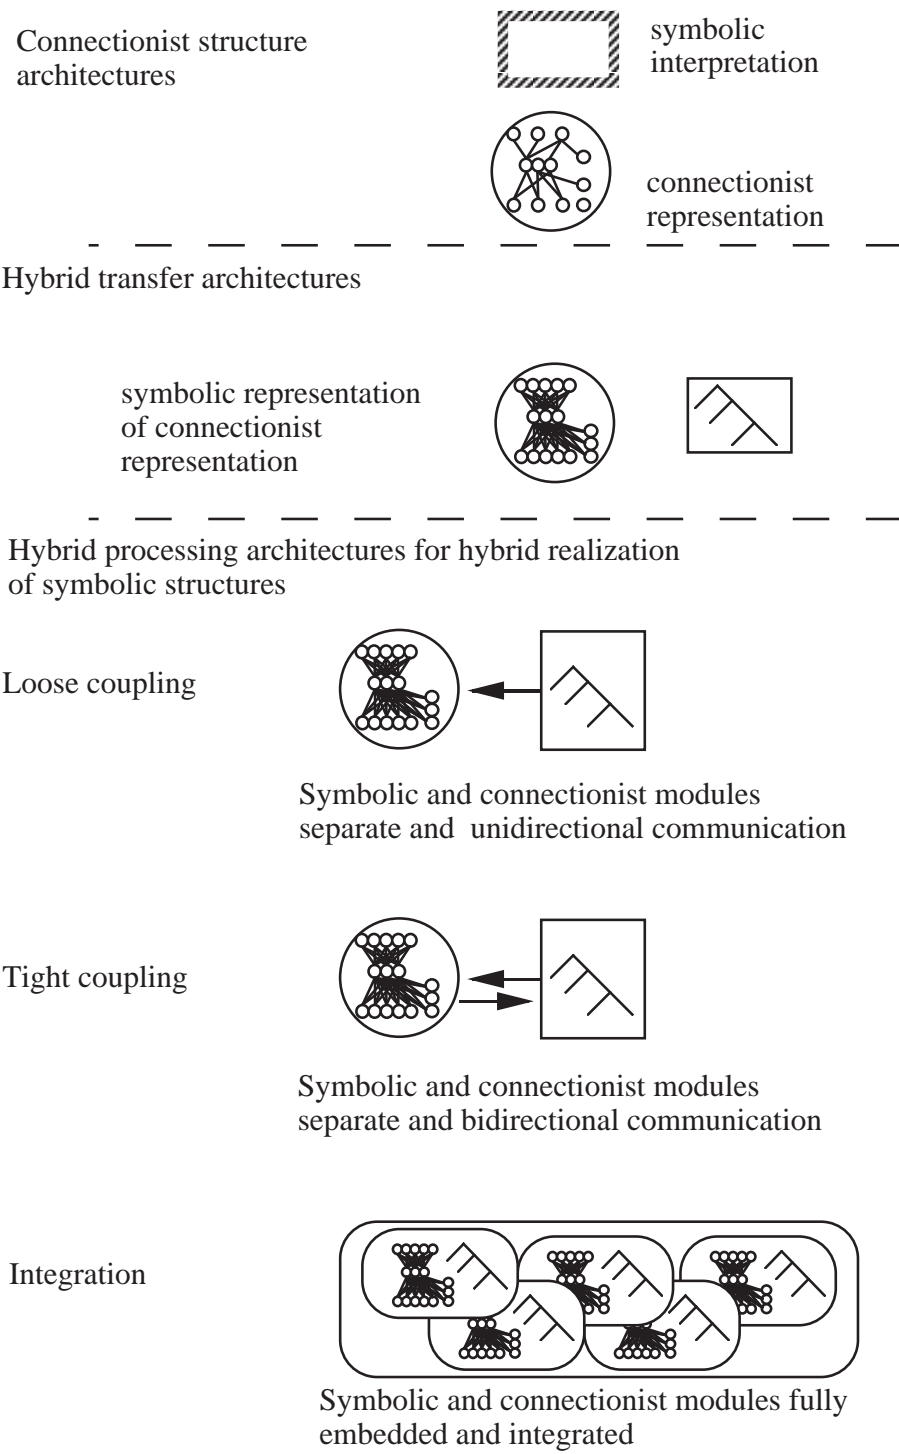 Connectionist structure
architectures
symbolic
interpretation
connectionist
representation
Hybrid transfer architectures
symbolic representation
of connectionist
representation
Hybrid processing architectures for hybrid realization
of symbolic structures
Loose coupling
Symbolic and connectionist modules
separate and unidirectional communication
Tight coupling
Symbolic and connectionist modules
separate and bidirectional communication
Integration
Symbolic and connectionist modules fully
embedded and integrated